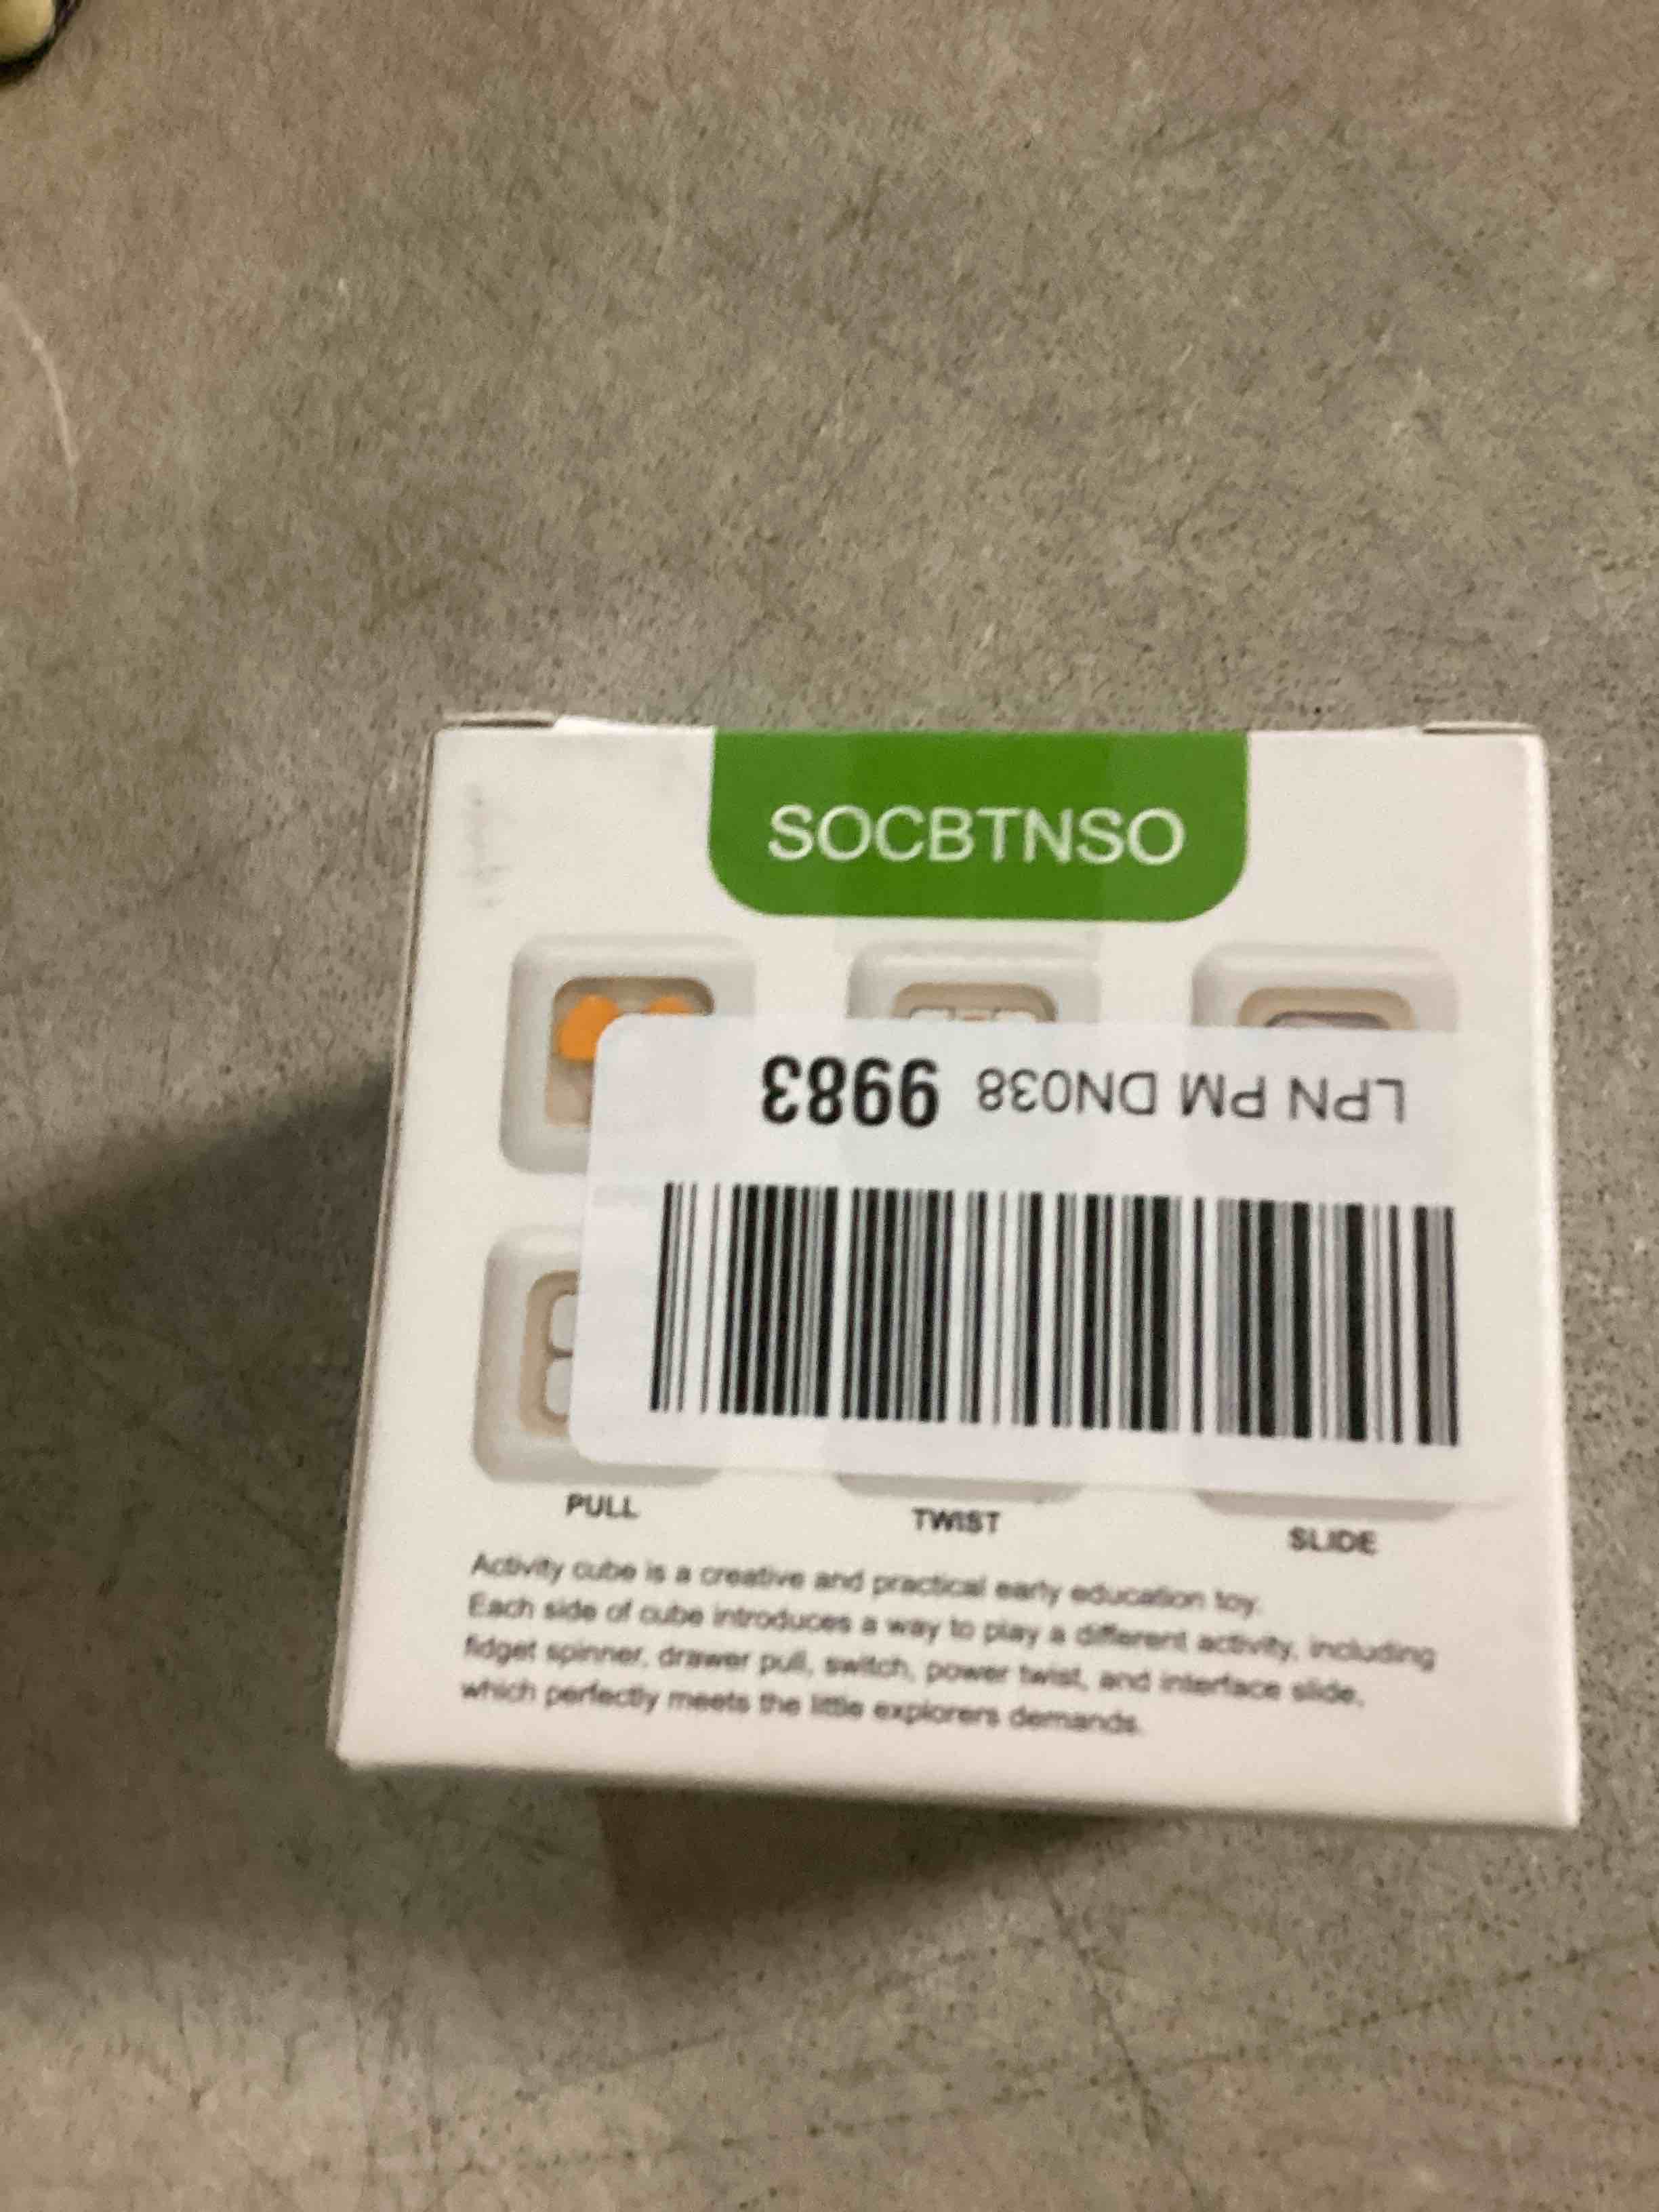 SOCBTNSO
LPN PM DN038 9983
PULL
TWIST
SLIDE
Activity cube is a creative and practical early education toy.
Each side of cube introduces a way to play a different activity, including
fidget spinner, drawer pull, switch, power twist, and interface slide,
which perfectly meets the little explorers demands.